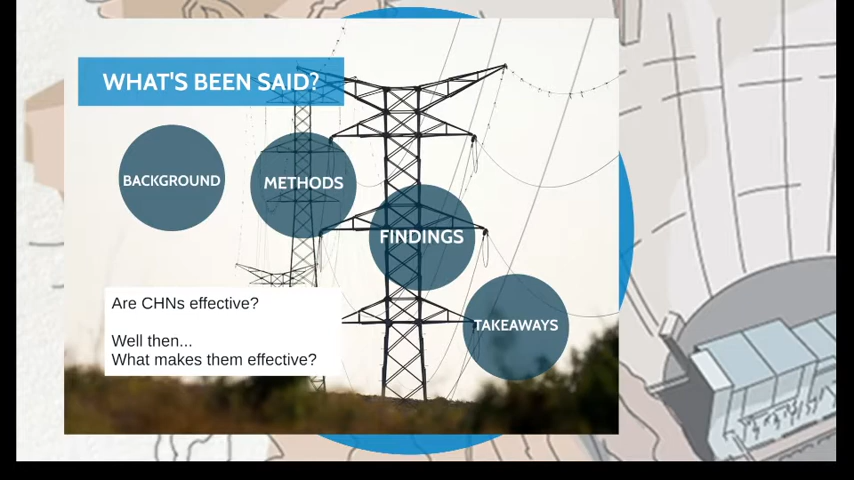 WHAT'S BEEN SAID?
BACKGROUND
METHODS
FINDINGS
TAKEAWAYS
Are CHNs effective?
Well then...
What makes them effective?